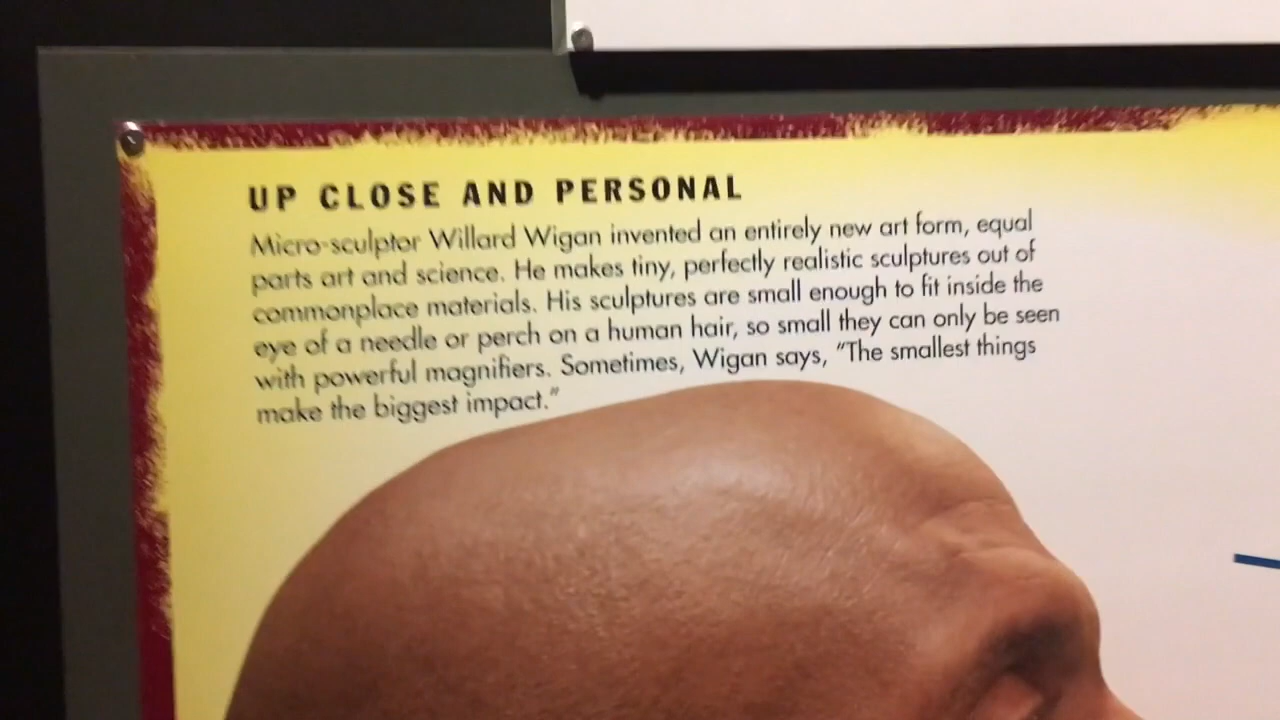 UP CLOSE AND PERSONAL
Micro-sculptor Willard Wigan invented an entirely new art form, equal
parts art and science. He makes tiny, perfectly realistic sculptures out of
commonplace materials. His sculptures are small enough to fit inside the
eye of a needle or perch on a human hair, so small they can only be seen
with powerful magnifiers. Sometimes, Wigan says, "The smallest things
make the biggest impact."